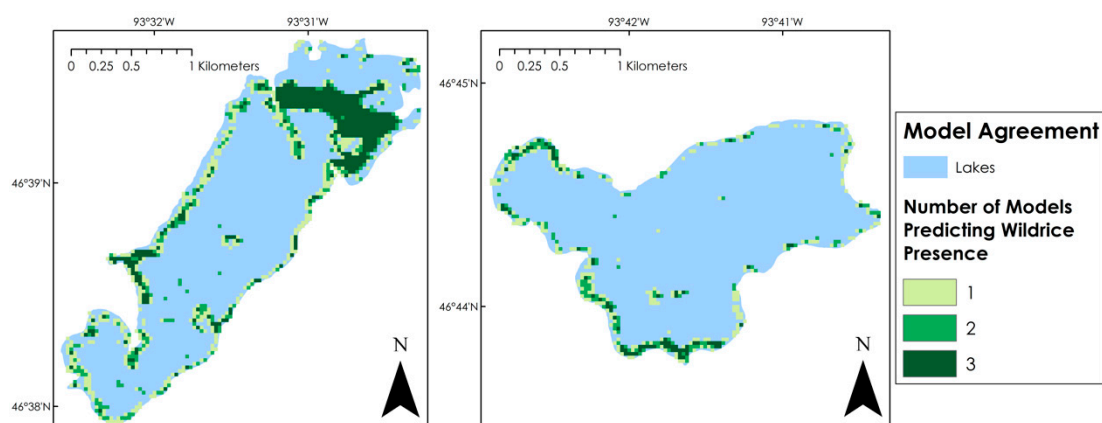 93°32'W 93°31'W
0 0.25 0.5 1 Kilometers
46°39'N
46°38'N
N
93°42'W 93°41'W
0 0.25 0.5 1 Kilometers
46°45'N
46°44'N
N
Model Agreement
Lakes
Number of Models
Predicting Wildrice
Presence
1
2
3